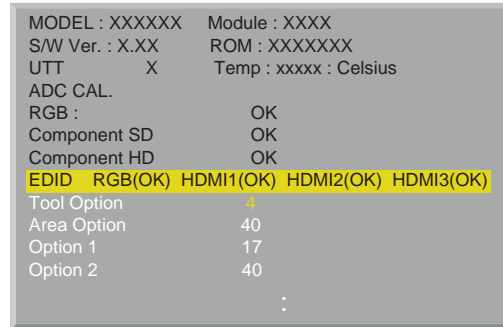 MODEL : XXXXXX Module : XXXX
S/W Ver. : X.XX ROM : XXXXXXX
UTT X Temp : xxxxx : Celsius
ADC CAL.
RGB : OK
Component SD OK
Component HD OK
EDID RGB(OK) HDMI1(OK) HDMI2(OK) HDMI3(OK)
Tool Option 4
Area Option 40
Option 1 17
Option 2 40
: